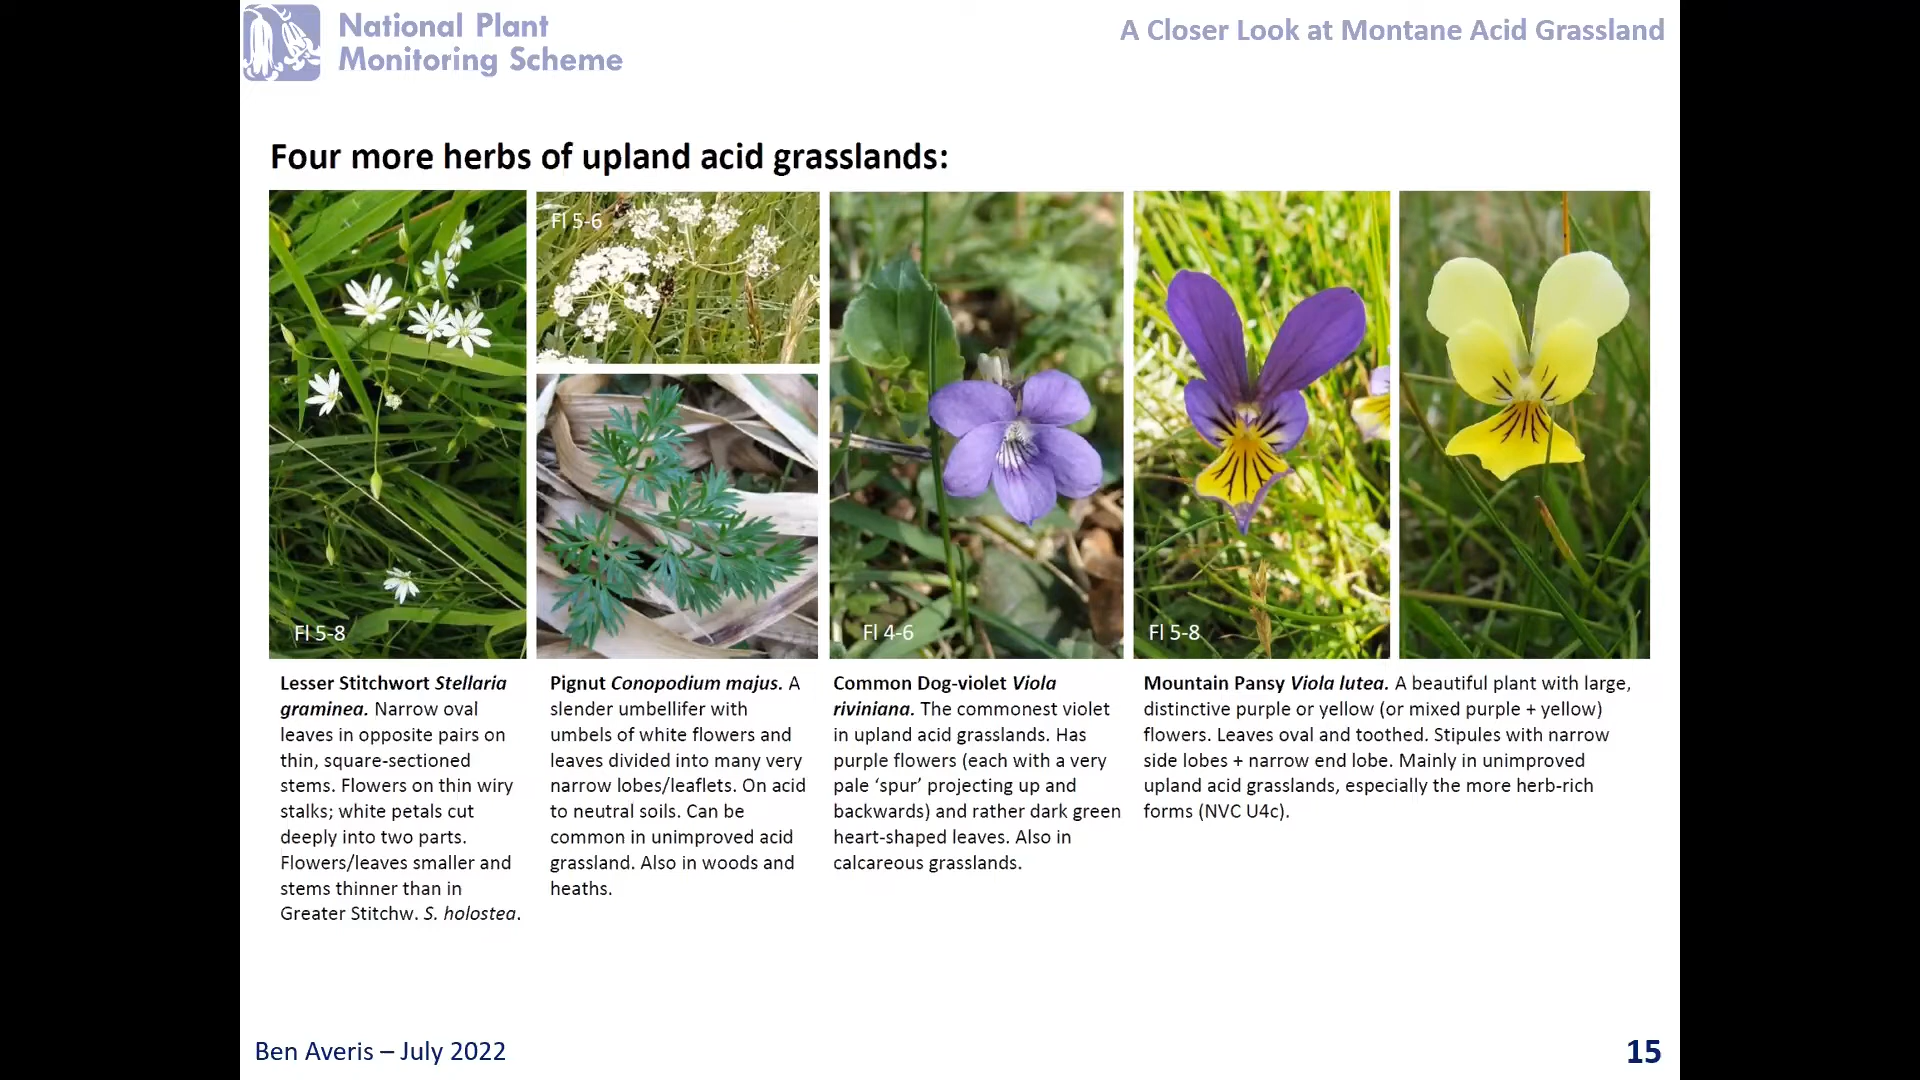 National Plant
Monitoring Scheme
A Closer Look at Montane Acid Grassland
Four more herbs of upland acid grasslands:
Fl 5-8
Fl 5-6
Fl 4-6
Fl 5-8
Lesser Stitchwort Stellaria
graminea. Narrow oval
leaves in opposite pairs on
thin, square-sectioned
stems. Flowers on thin wiry
stalks; white petals cut
deeply into two parts.
Flowers/leaves smaller and
stems thinner than in
Greater Stitchw. S. holostea.
Pignut Conopodium majus. A
slender umbellifer with
umbels of white flowers and
leaves divided into many very
narrow lobes/leaflets. On acid
to neutral soils. Can be
common in unimproved acid
grassland. Also in woods and
heaths.
Common Dog-violet Viola
riviniana. The commonest violet
in upland acid grasslands. Has
purple flowers (each with a very
pale ‘spur’ projecting up and
backwards) and rather dark green
heart-shaped leaves. Also in
calcareous grasslands.
Mountain Pansy Viola lutea. A beautiful plant with large,
distinctive purple or yellow (or mixed purple + yellow)
flowers. Leaves oval and toothed. Stipules with narrow
side lobes + narrow end lobe. Mainly in unimproved
upland acid grasslands, especially the more herb-rich
forms (NVC U4c).
Ben Averis – July 2022
15